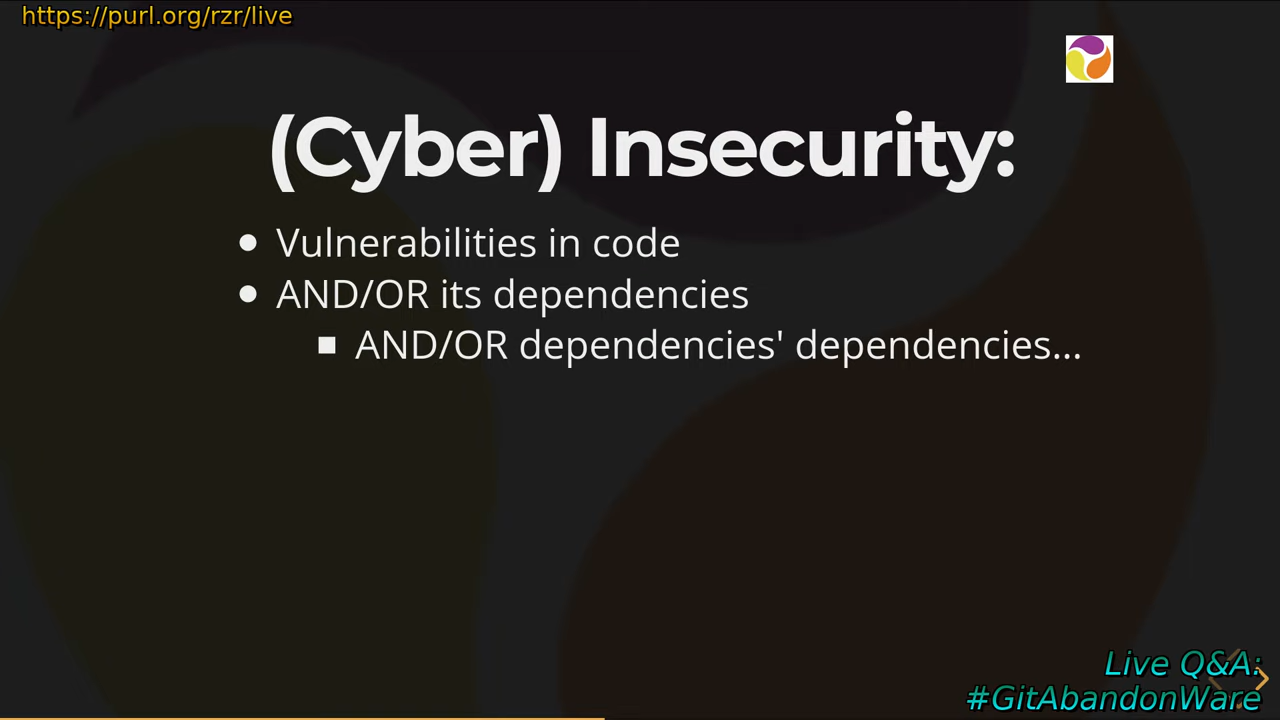 https://purl.org/rzr/live
(Cyber) Insecurity:
Vulnerabilities in code
AND/OR its dependencies
AND/OR dependencies' dependencies...
Live Q&A:
#GitAbandonWare